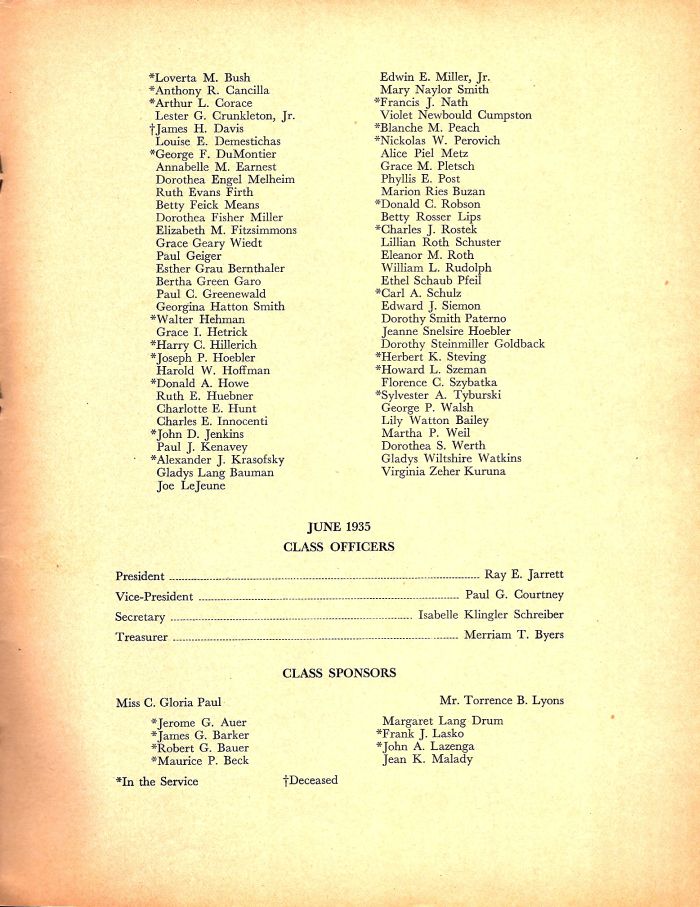 *Loverta M. Bush
*Anthony R. Cancilla
*Arthur L. Corace
Lester G. Crunkleton, Jr.
†James H. Davis
Louise E. Demestichas
*George F. DuMontier
Annabelle M. Earnest
Dorothea Engel Melheim
Ruth Evans Firth
Betty Feick Means
Dorothea Fisher Miller
Elizabeth M. Fitzsimmons
Grace Geary Wiedt
Paul Geiger
Esther Grau Bernthaler
Bertha Green Garo
Paul C. Greenewald
Georgina Hatton Smith
*Walter Hehman
Grace I. Hetrick
*Harry C. Hillerich
*Joseph P. Hoebler
Harold W. Hoffman
*Donald A. Howe
Ruth E. Huebner
Charlotte E. Hunt
Charles E. Innocenti
*John D. Jenkins
Paul J. Kenavey
*Alexander J. Krasofsky
Gladys Lang Bauman
Joe LeJeune
Edwin E. Miller, Jr.
Mary Naylor Smith
*Francis J. Nath
Violet Newbould Cumpston
*Blanche M. Peach
*Nickolas W. Perovich
Alice Piel Metz
Grace M. Pletsch
Phyllis E. Post
Marion Ries Buzan
*Donald C. Robson
Betty Rosser Lips
*Charles J. Rostek
Lillian Roth Schuster
Eleanor M. Roth
William L. Rudolph
Ethel Schaub Pfeil
*Carl A. Schulz
Edward J. Siemon
Dorothy Smith Paterno
Jeanne Snelsire Hoebler
Dorothy Steinmiller Goldback
*Herbert K. Steving
*Howard L. Szeman
Florence C. Szybatka
*Sylvester A. Tyburski
George P. Walsh
Lily Watton Bailey
Martha P. Weil
Dorothea S. Werth
Gladys Wiltshire Watkins
Virginia Zeher Kuruna
JUNE 1935
CLASS OFFICERS
President ........ Ray E. Jarrett
Vice-President ........ Paul G. Courtney
Secretary ........ Isabelle Klingler Schreiber
Treasurer ........ Merriam T. Byers
CLASS SPONSORS
Miss C. Gloria Paul Mr. Torrence B. Lyons
*Jerome G. Auer
*James G. Barker
*Robert G. Bauer
*Maurice P. Beck
Margaret Lang Drum
*Frank J. Lasko
*John A. Lazenga
Jean K. Malady
*In the Service †Deceased